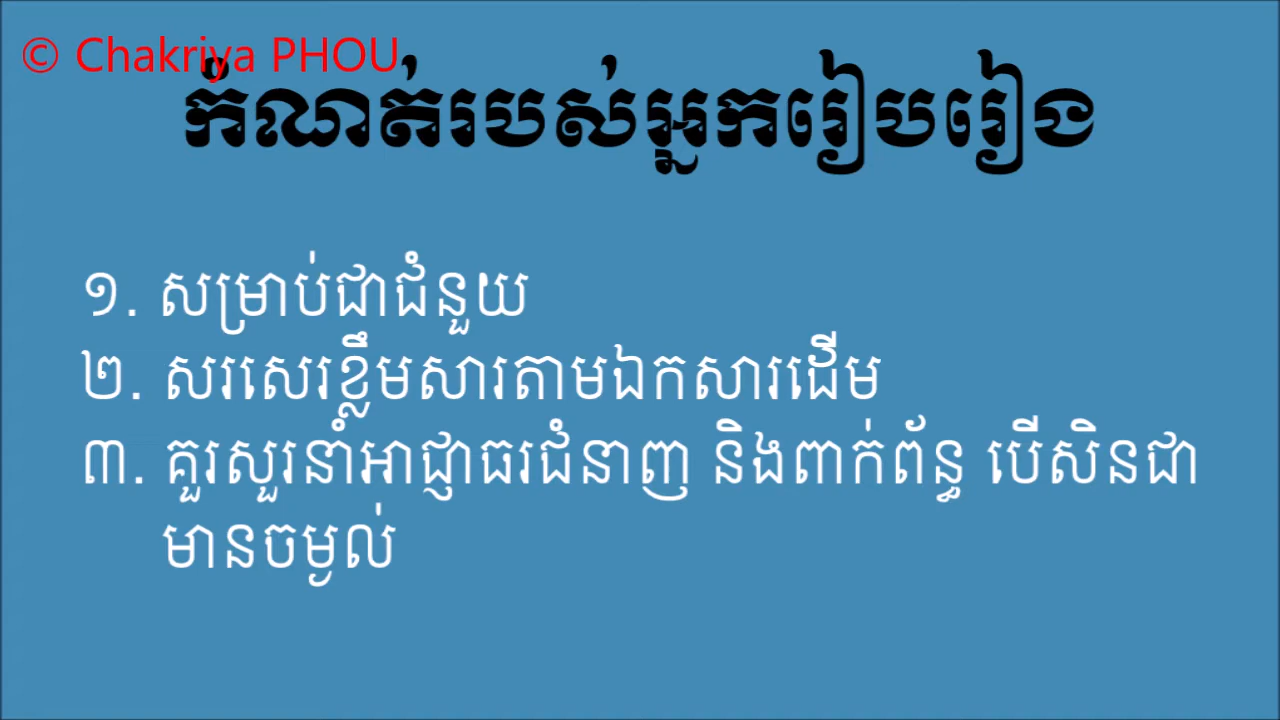 © Chakriya PHOU
កំណត់របស់អ្នករៀបរៀង
១. សម្រាប់ជាជំនួយ
២. សរសេរខ្លឹមសារតាមឯកសារដើម
៣. គួរសួរនាំអាជ្ញាធរជំនាញ និងពាក់ព័ន្ធ បើសិនជា
មានចម្ងល់